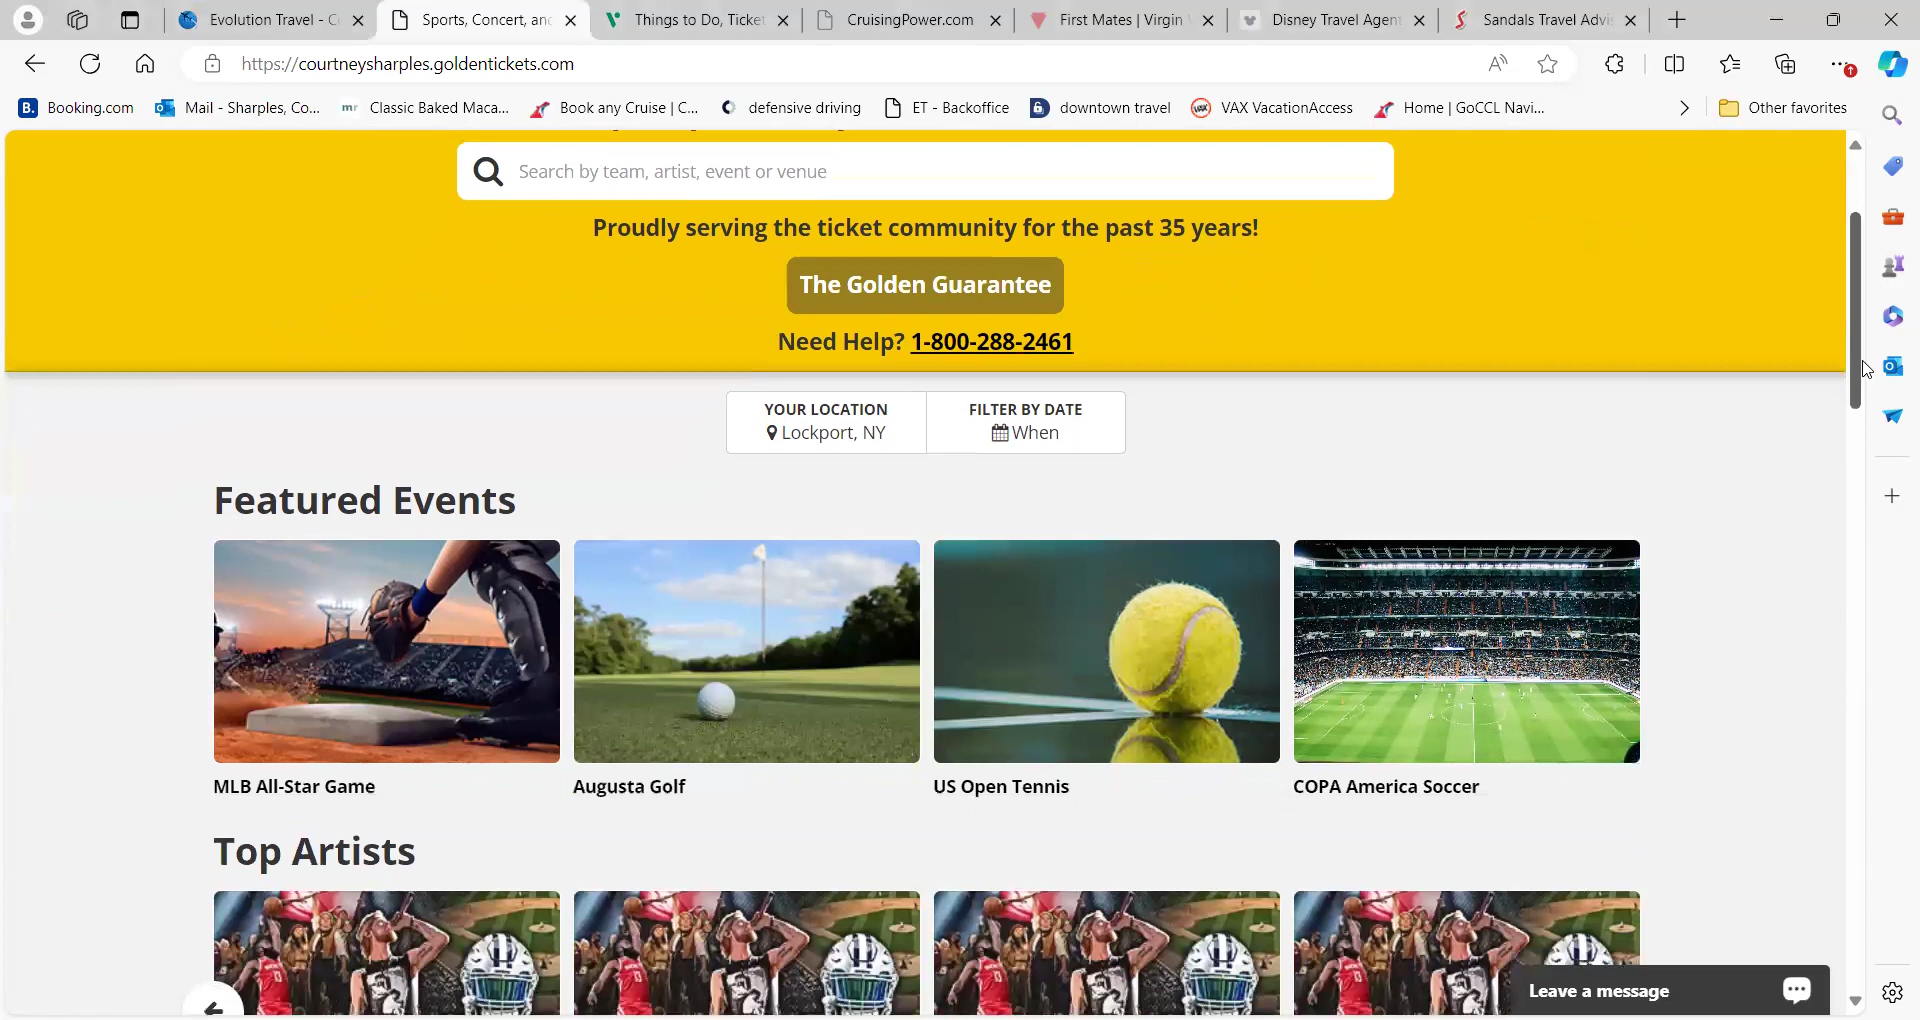 Evolution Travel - C
Sports, Concert, an
Things to Do, Ticket
CruisingPower.com
First Mates | Virgin
Disney Travel Agen
Sandals Travel Advi
https://courtneysharples.goldentickets.com
Booking.com
Mail - Sharples, Co...
Classic Baked Maca...
Book any Cruise | C...
defensive driving
ET - Backoffice
downtown travel
VAX VacationAccess
Home | GoCCL Navi...
Other favorites
Search by team, artist, event or venue
Proudly serving the ticket community for the past 35 years!
The Golden Guarantee
Need Help? 1-800-288-2461
YOUR LOCATION
Lockport, NY
FILTER BY DATE
When
Featured Events
MLB All-Star Game
Augusta Golf
US Open Tennis
COPA America Soccer
Top Artists
Leave a message